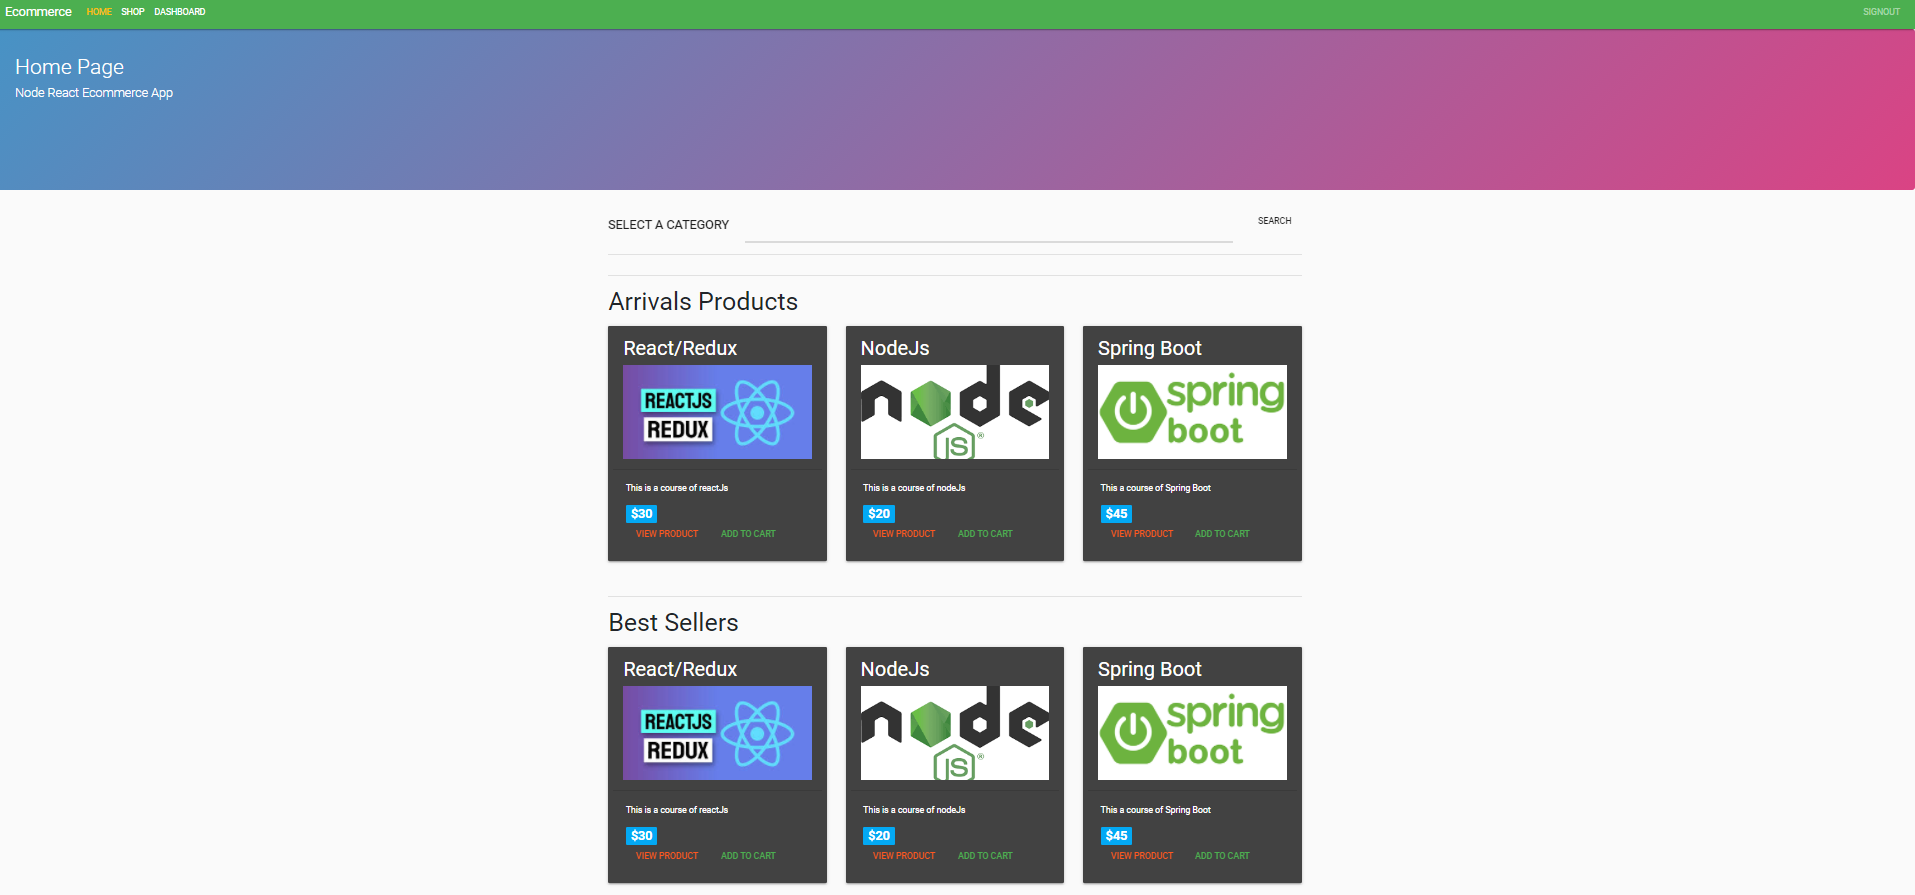 Ecommerce HOME SHOP DASHBOARD SIGNOUT
Home Page
Node React Ecommerce App
SELECT A CATEGORY SEARCH
Arrivals Products
React/Redux NodeJs Spring Boot
REACTJS
REDUX
node
JS®
spring
boot
This is a course of reactJs This is a course of nodeJs This a course of Spring Boot
$30 $20 $45
VIEW PRODUCT ADD TO CART VIEW PRODUCT ADD TO CART VIEW PRODUCT ADD TO CART
Best Sellers
React/Redux NodeJs Spring Boot
REACTJS
REDUX
node
JS®
spring
boot
This is a course of reactJs This is a course of nodeJs This a course of Spring Boot
$30 $20 $45
VIEW PRODUCT ADD TO CART VIEW PRODUCT ADD TO CART VIEW PRODUCT ADD TO CART